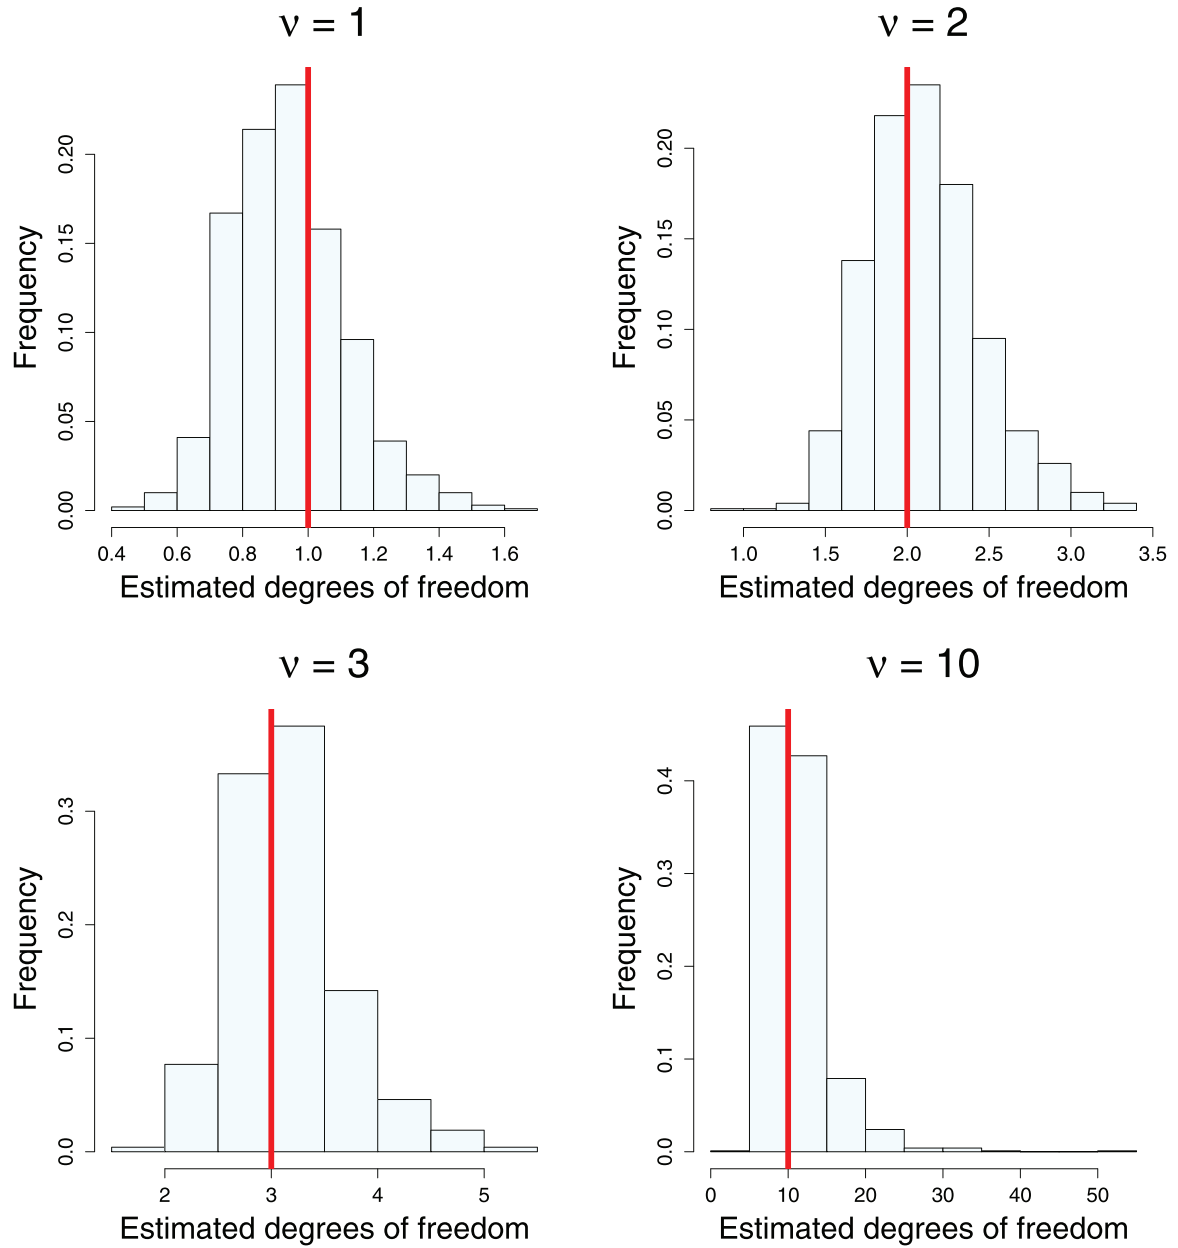 ν = 1
Frequency
0.00 0.05 0.10 0.15 0.20
0.4 0.6 0.8 1.0 1.2 1.4 1.6
Estimated degrees of freedom
ν = 2
Frequency
0.00 0.05 0.10 0.15 0.20
1.0 1.5 2.0 2.5 3.0 3.5
Estimated degrees of freedom
ν = 3
Frequency
0.0 0.1 0.2 0.3
2 3 4 5
Estimated degrees of freedom
ν = 10
Frequency
0.0 0.1 0.2 0.3 0.4
0 10 20 30 40 50
Estimated degrees of freedom